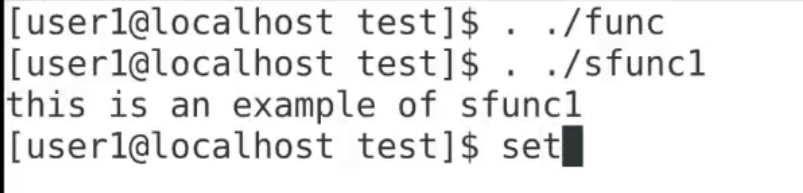 [user1@localhost test]$ . ./func
[user1@localhost test]$ . ./sfunc1
this is an example of sfunc1
[user1@localhost test]$ set